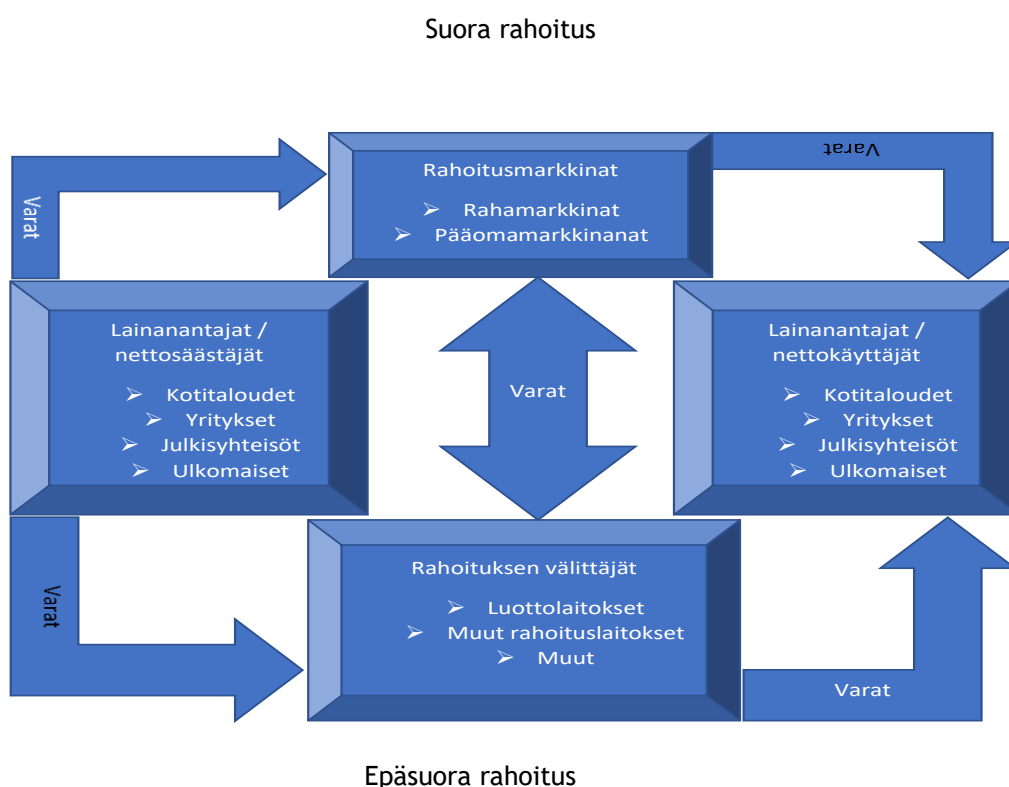 Suora rahoitus
Varat
Rahoitusmarkkinat
➢ Rahamarkkinat
➢ Pääomamarkkinanat
Varat
Lainanantajat /
nettosäästäjät
➢ Kotitaloudet
➢ Yritykset
➢ Julkisyhteisöt
➢ Ulkomaiset
Varat
Lainanantajat /
nettokäyttäjät
➢ Kotitaloudet
➢ Yritykset
➢ Julkisyhteisöt
➢ Ulkomaiset
Varat
Rahoituksen välittäjät
➢ Luottolaitokset
➢ Muut rahoituslaitokset
➢ Muut
Varat
Epäsuora rahoitus